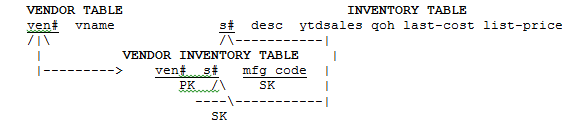 VENDOR TABLE INVENTORY TABLE
ven# vname s# desc ytdsales qoh last-cost list-price
VENDOR INVENTORY TABLE
ven# s# mfg code
PK SK
SK